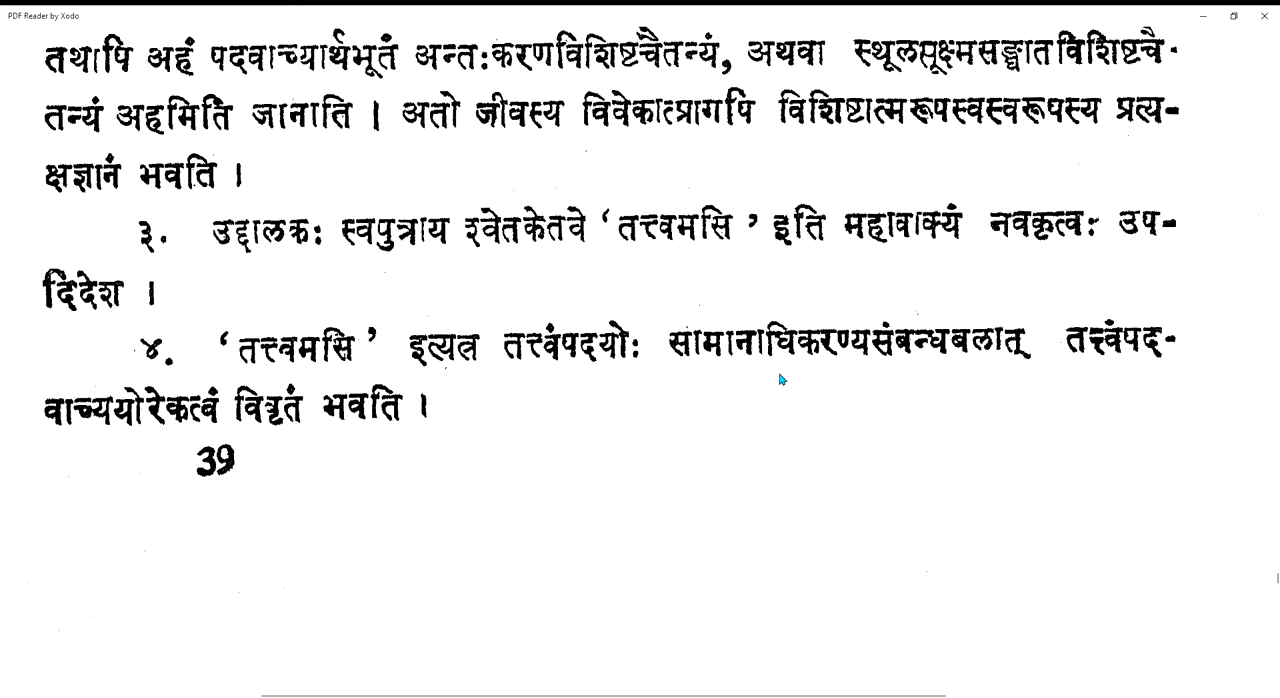 PDF Reader by Xodo
तथापि अहं पदवाच्यार्थभूतं अन्तःकरणविशिष्टचैतन्यं, अथवा स्थूलसूक्ष्मसङ्घातविशिष्टचै-
तन्यं अहमिति जानाति । अतो जीवस्य विवेकात्प्रागपि विशिष्टात्मरूपस्वस्वरूपस्य प्रत्य-
क्षज्ञानं भवति ।
३. उद्दालकः स्वपुत्राय श्वेतकेतवे ‘ तत्त्वमसि ’ इति महावाक्यं नवकृत्वः उप-
दिदेश ।
४. ‘ तत्त्वमसि ’ इत्यत्र तत्त्वंपदयोः सामानाधिकरण्यसंबन्धबलात् तत्त्वंपद-
वाच्ययोरेकत्वं विवृतं भवति ।
39